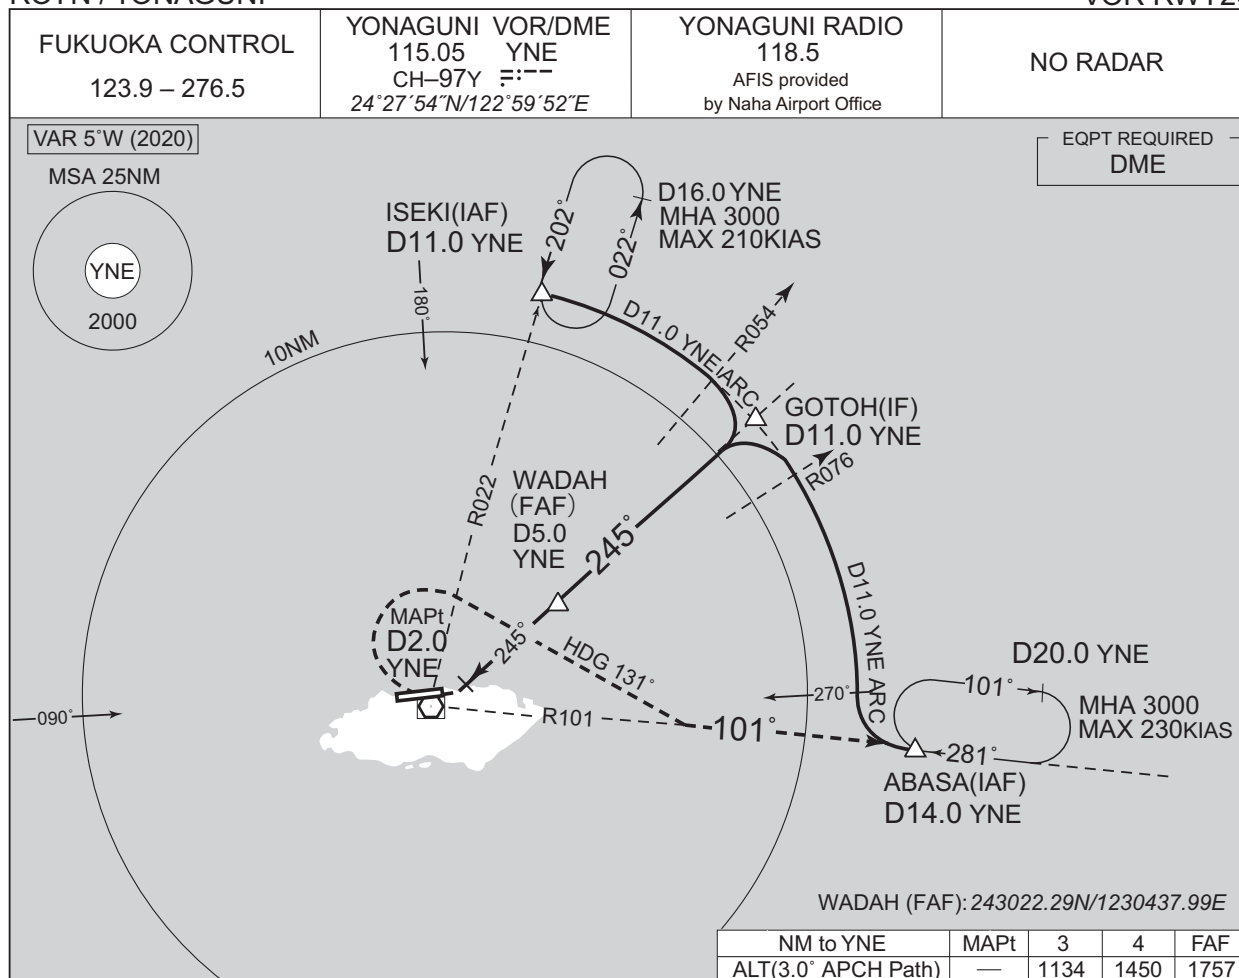 FUKUOKA CONTROL
123.9 – 276.5
YONAGUNI VOR/DME
115.05 YNE
CH–97Y
24°27´54˝N/122°59´52˝E
YONAGUNI RADIO
118.5
AFIS provided
by Naha Airport Office
NO RADAR
VAR 5°W (2020)
MSA 25NM
YNE
2000
EQPT REQUIRED
DME
ISEKI(IAF)
D11.0 YNE
202°
022°
D16.0 YNE
MHA 3000
MAX 210KIAS
180°
10NM
D11.0 YNE ARC
R054
GOTOH(IF)
D11.0 YNE
R076
R022
WADAH
(FAF)
D5.0
YNE
245°
MAPt
D2.0
YNE
245°
HDG 131°
D11.0 YNE ARC
D20.0 YNE
101°
MHA 3000
MAX 230KIAS
090°
270°
R101
101°
281°
ABASA(IAF)
D14.0 YNE
WADAH (FAF): 243022.29N/1230437.99E
NM to YNE MAPt 3 4 FAF
ALT(3.0° APCH Path) — 1134 1450 1757